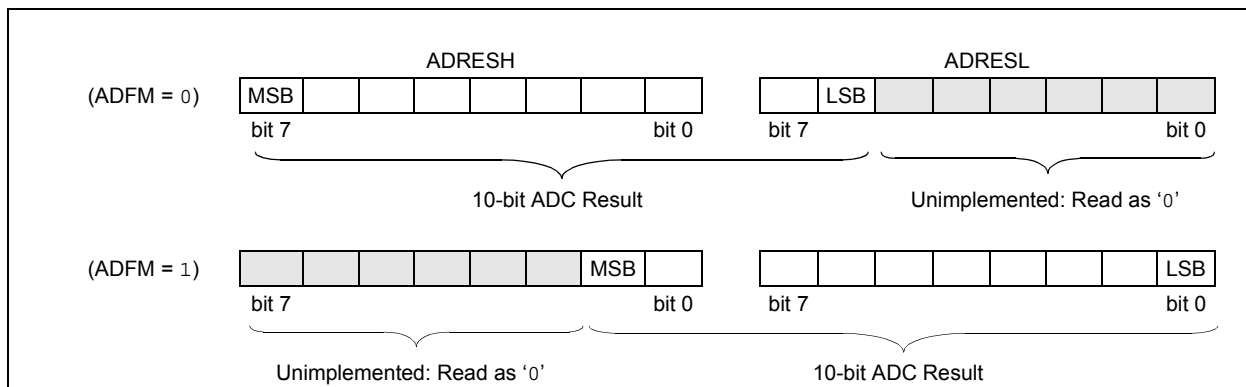 ADRESH ADRESL
(ADFM = 0) MSB LSB
bit 7 bit 0 bit 7 bit 0
10-bit ADC Result Unimplemented: Read as ‘0’
(ADFM = 1) MSB LSB
bit 7 bit 0 bit 7 bit 0
Unimplemented: Read as ‘0’ 10-bit ADC Result